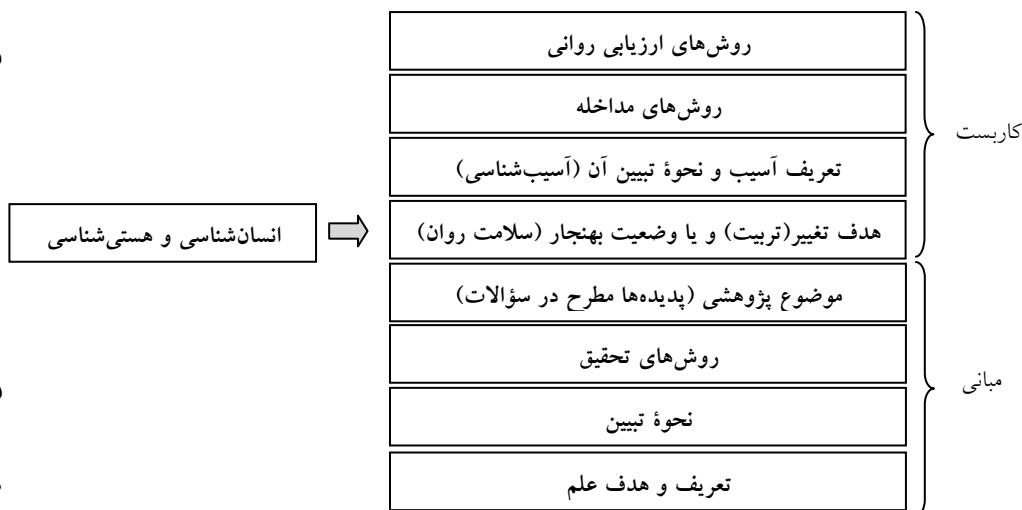 روش‌های ارزیابی روانی
روش‌های مداخله
کاربست
تعریف آسیب و نحوۀ تبیین آن (آسیب‌شناسی)
هدف تغییر(تربیت) و یا وضعیت بهنجار (سلامت روان)
انسان‌شناسی و هستی‌شناسی
موضوع پژوهشی (پدیده‌ها مطرح در سؤالات)
روش‌های تحقیق
مبانی
نحوۀ تبیین
تعریف و هدف علم